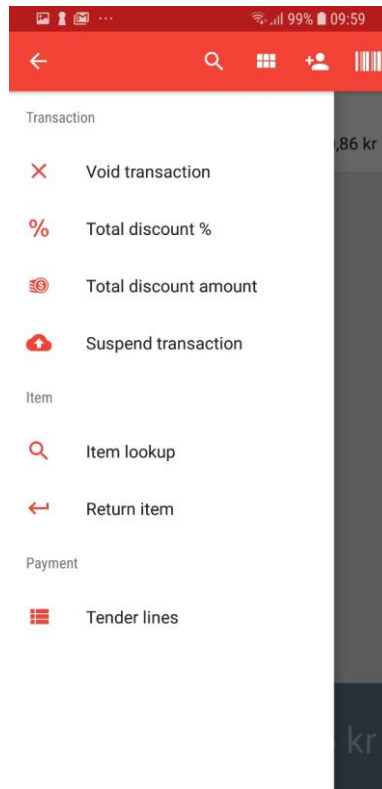 99% 09:59
Transaction
,86 kr
Void transaction
Total discount %
Total discount amount
Suspend transaction
Item
Item lookup
Return item
Payment
Tender lines
kr